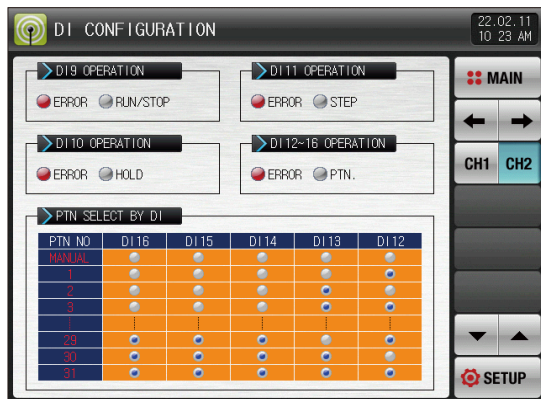 DI CONFIGURATION
22.02.11
10 23 AM
DI9 OPERATION
ERROR RUN/STOP
DI11 OPERATION
ERROR STEP
DI10 OPERATION
ERROR HOLD
DI12~16 OPERATION
ERROR PTN.
PTN SELECT BY DI
PTN NO DI16 DI15 DI14 DI13 DI12
MANUAL
1
2
3
29
30
31
MAIN
CH1 CH2
SETUP